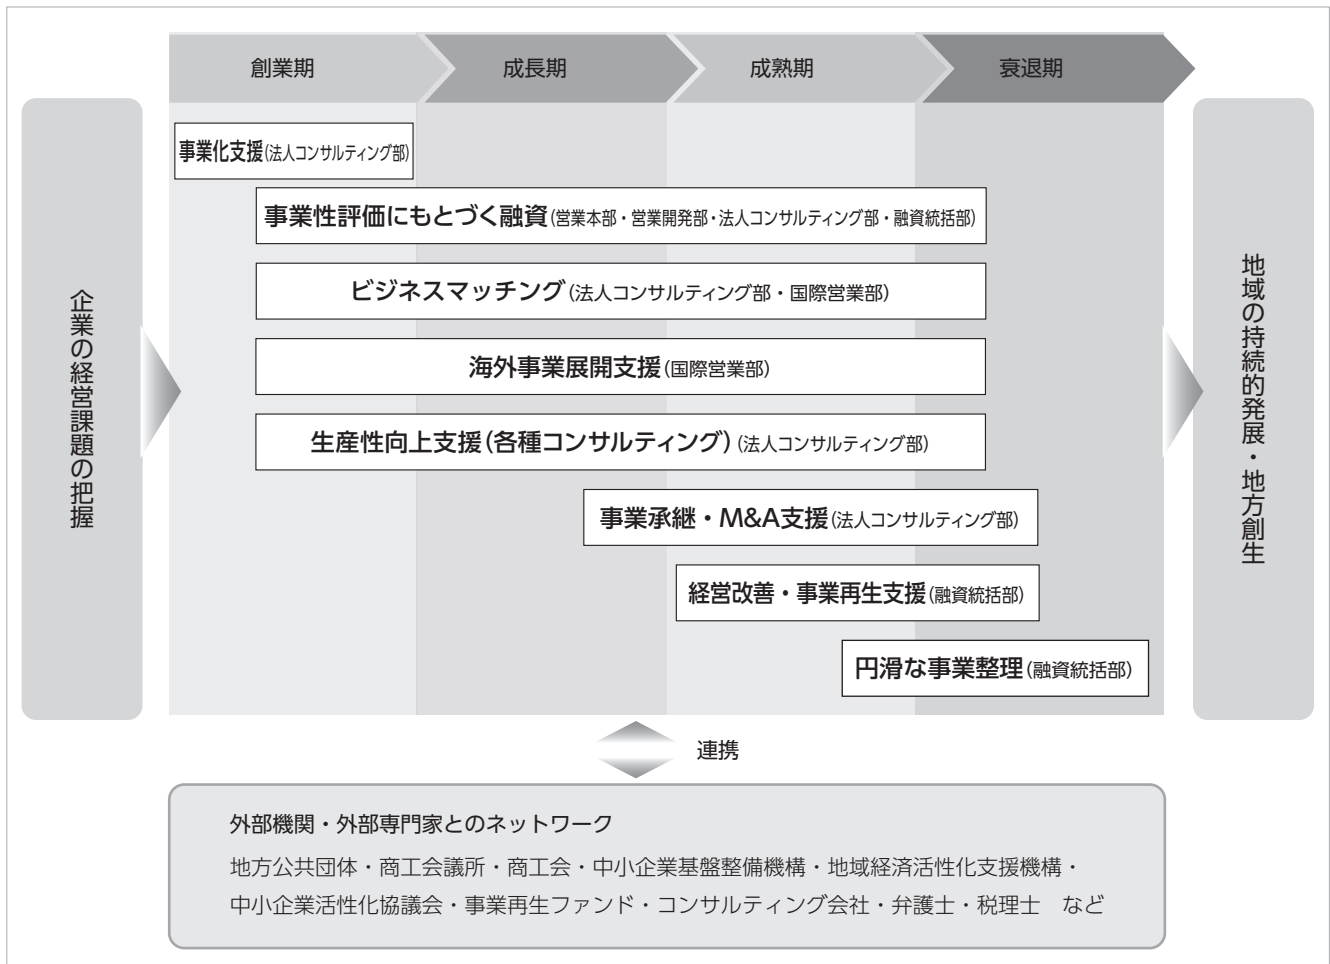 創業期
成長期
成熟期
衰退期
企業の経営課題の把握
事業化支援(法人コンサルティング部)
事業性評価にもとづく融資(営業本部・営業開発部・法人コンサルティング部・融資統括部)
ビジネスマッチング(法人コンサルティング部・国際営業部)
海外事業展開支援(国際営業部)
生産性向上支援(各種コンサルティング)(法人コンサルティング部)
事業承継・M&A支援(法人コンサルティング部)
経営改善・事業再生支援(融資統括部)
円滑な事業整理(融資統括部)
地域の持続的発展・地方創生
連携
外部機関・外部専門家とのネットワーク
地方公共団体・商工会議所・商工会・中小企業基盤整備機構・地域経済活性化支援機構・
中小企業活性化協議会・事業再生ファンド・コンサルティング会社・弁護士・税理士　など